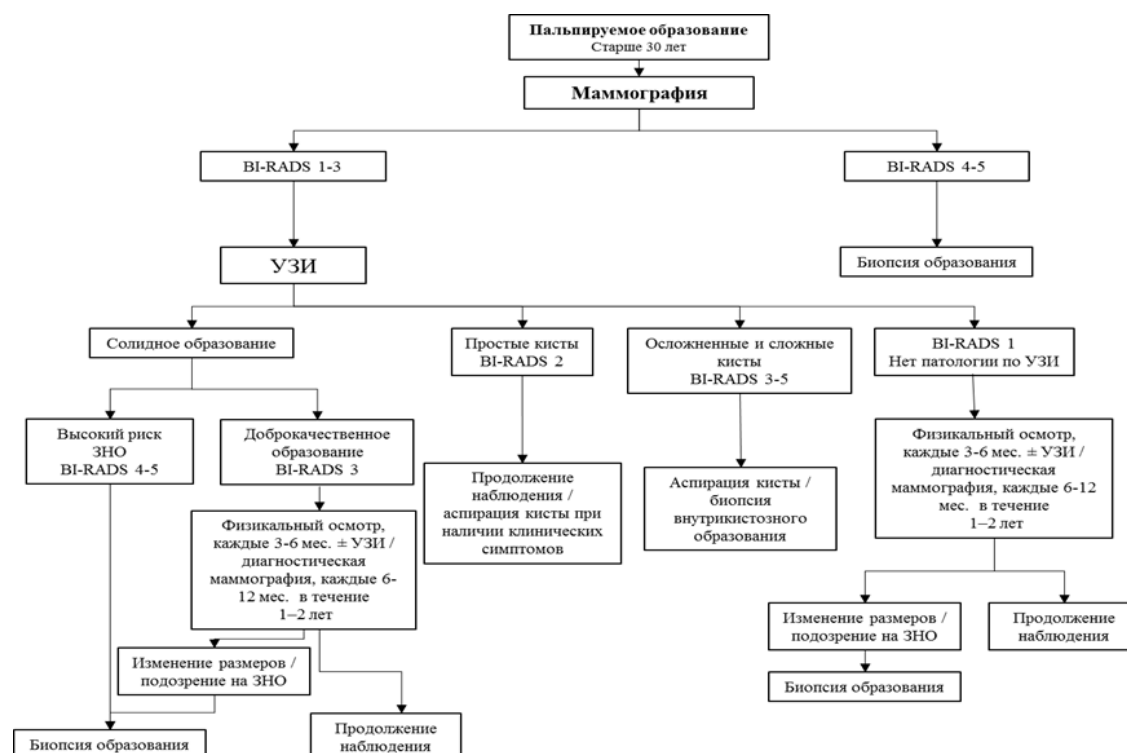 Пальпируемое образование
Старше 30 лет
Маммография
BI-RADS 1-3
BI-RADS 4-5
УЗИ
Биопсия образования
Солидное образование
Простые кисты
BI-RADS 2
Осложненные и сложные
кисты
BI-RADS 3-5
BI-RADS 1
Нет патологии по УЗИ
Высокий риск
ЗНО
BI-RADS 4-5
Доброкачественное
образование
BI-RADS 3
Продолжение
наблюдения /
аспирация кисты при
наличии клинических
симптомов
Аспирация кисты /
биопсия
внутрикистозного
образования
Физикальный осмотр,
каждые 3-6 мес. ± УЗИ /
диагностическая
маммография, каждые 6-12
мес. в течение
1–2 лет
Физикальный осмотр,
каждые 3-6 мес. ± УЗИ /
диагностическая
маммография, каждые 6-
12 мес. в течение
1–2 лет
Изменение размеров /
подозрение на ЗНО
Продолжение
наблюдения
Биопсия образования
Изменение размеров /
подозрение на ЗНО
Биопсия образования
Продолжение
наблюдения